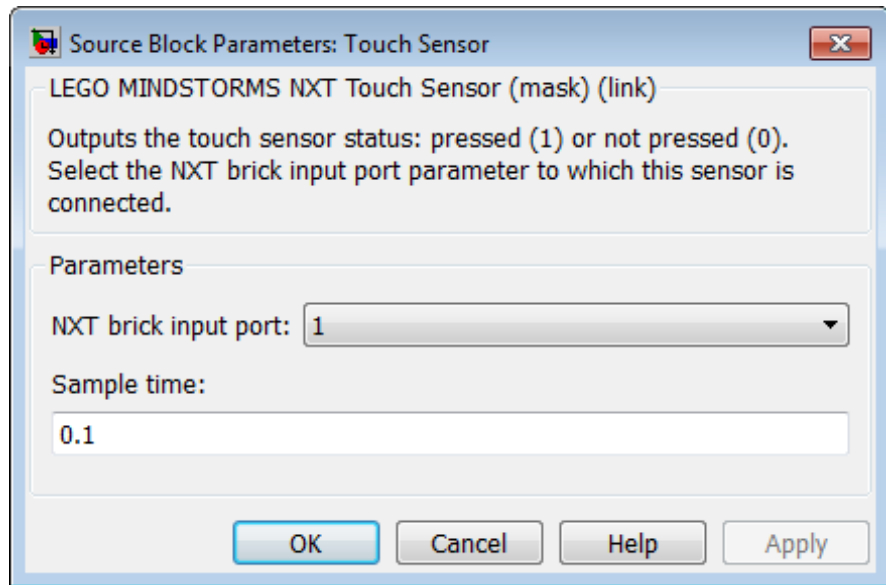 Source Block Parameters: Touch Sensor
LEGO MINDSTORMS NXT Touch Sensor (mask) (link)
Outputs the touch sensor status: pressed (1) or not pressed (0).
Select the NXT brick input port parameter to which this sensor is
connected.
Parameters
NXT brick input port: 1
Sample time:
0.1
OK Cancel Help Apply